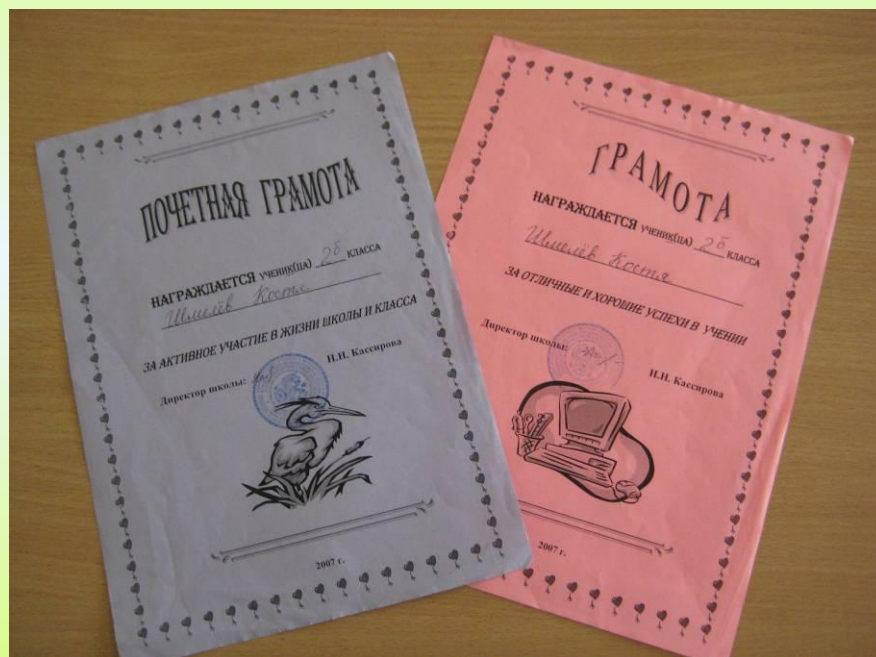 ПОЧЕТНАЯ ГРАМОТА
НАГРАЖДАЕТСЯ УЧЕНИК(ЦА) 2б КЛАССА
Шмелёв Костя
ЗА АКТИВНОЕ УЧАСТИЕ В ЖИЗНИ ШКОЛЫ И КЛАССА
Директор школы: Н.Н. Кассирова
2007 г.
ГРАМОТА
НАГРАЖДАЕТСЯ УЧЕНИК(ЦА) 2б КЛАССА
Шмелёв Костя
ЗА ОТЛИЧНЫЕ И ХОРОШИЕ УСПЕХИ В УЧЕНИИ
Директор школы:
Н.Н. Кассирова
2007 г.